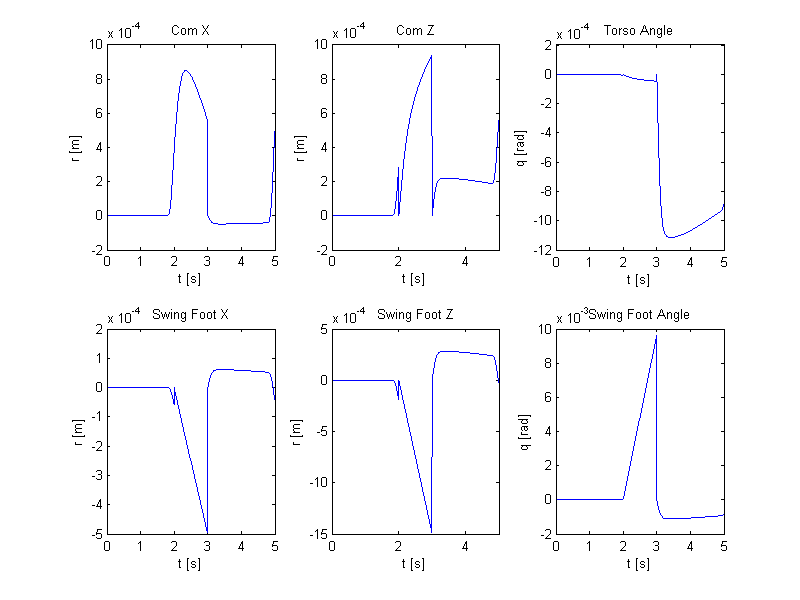 Com X
Com Z
Torso Angle
x 10^-4
x 10^-4
x 10^-4
10
8
6
4
2
0
-2
r [m]
0 1 2 3 4 5
t [s]
10
8
6
4
2
0
-2
r [m]
0 2 4
t [s]
2
0
-2
-4
-6
-8
-10
-12
q [rad]
0 1 2 3 4 5
t [s]
Swing Foot X
Swing Foot Z
Swing Foot Angle
x 10^-4
x 10^-4
x 10^-3
2
1
0
-1
-2
-3
-4
-5
r [m]
0 1 2 3 4 5
t [s]
5
0
-5
-10
-15
r [m]
0 2 4
t [s]
10
8
6
4
2
0
-2
q [rad]
0 1 2 3 4 5
t [s]